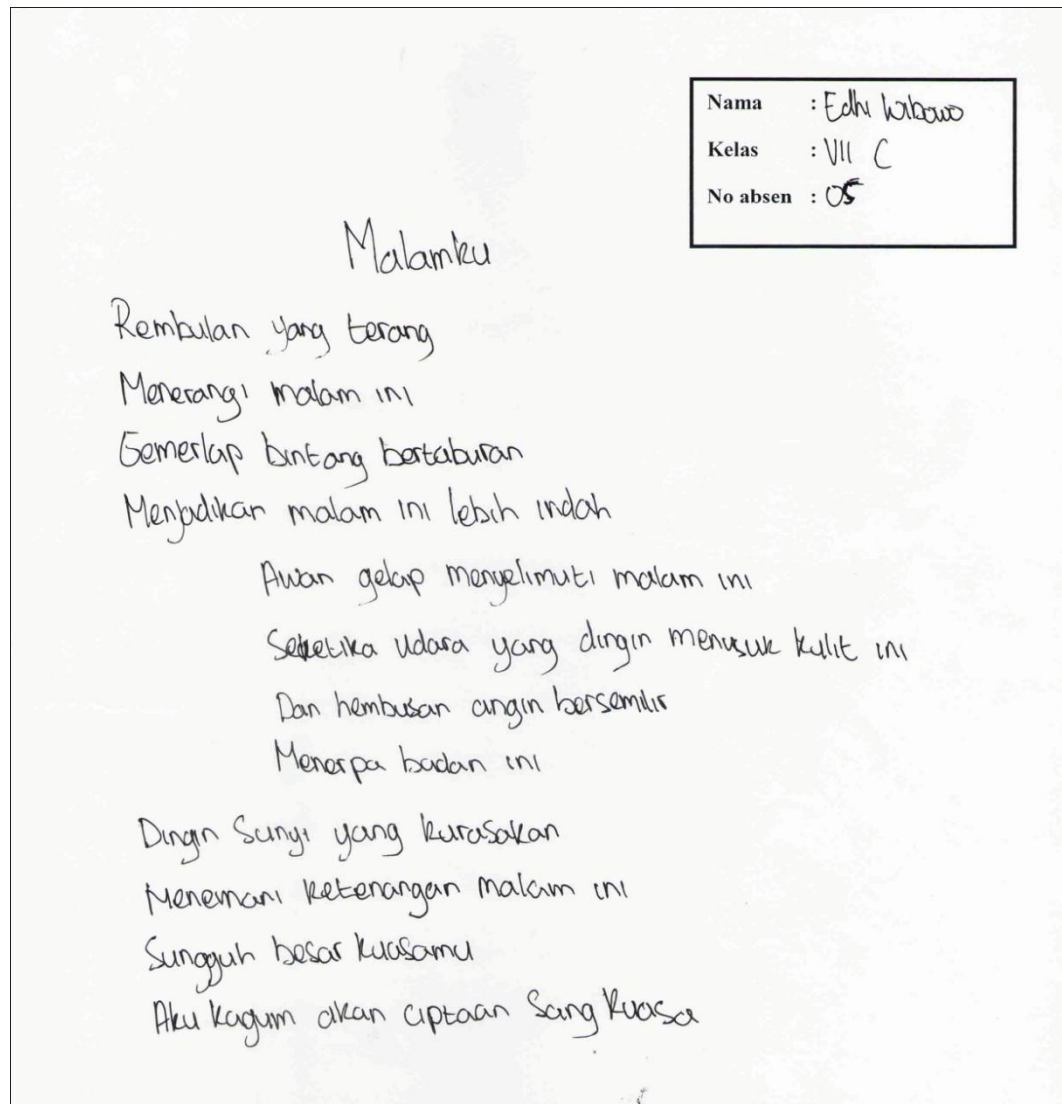 Nama : Edhi Wibowo
Kelas : VII C
No absen : 05
Malamku
Rembulan yang terang
Menerangi malam ini
Gemerlap bintang bertaburan
Menjadikan malam ini lebih indah
Awan gelap menyelimuti malam ini
Seketika udara yang dingin menusuk kulit ini
Dan hembusan angin bersemilir
Menerpa badan ini
Dingin Sunyi yang kurasakan
Menemani ketenangan malam ini
Sungguh besar kuasamu
Aku kagum akan ciptaan Sang Kuasa